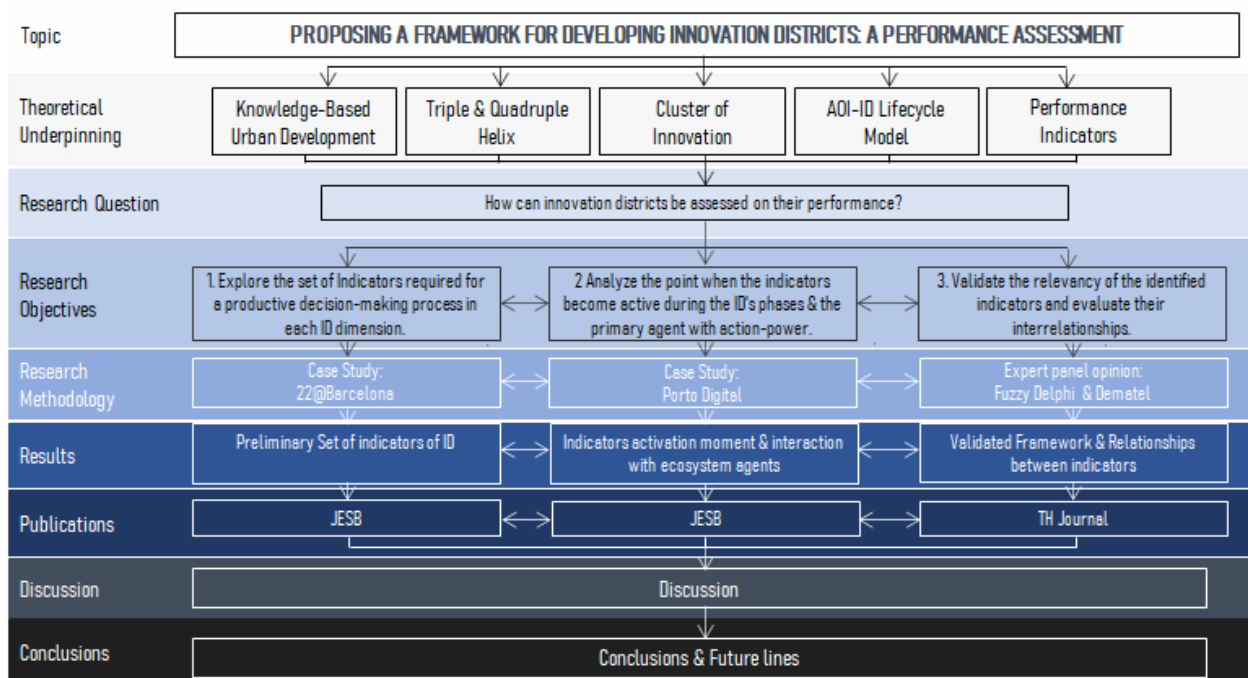 Topic
PROPOSING A FRAMEWORK FOR DEVELOPING INNOVATION DISTRICTS: A PERFORMANCE ASSESSMENT
Theoretical
Underpinning
Knowledge-Based
Urban Development
Triple & Quadruple
Helix
Cluster of
Innovation
AOI-ID Lifecycle
Model
Performance
Indicators
Research Question
How can innovation districts be assessed on their performance?
Research
Objectives
1. Explore the set of Indicators required for
a productive decision-making process in
each ID dimension.
2 Analyze the point when the indicators
become active during the ID's phases & the
primary agent with action-power.
3. Validate the relevancy of the identified
indicators and evaluate their
interrelationships.
Research
Methodology
Case Study:
22@Barcelona
Case Study:
Porto Digital
Expert panel opinion:
Fuzzy Delphi & Dematel
Results
Preliminary Set of indicators of ID
Indicators activation moment & interaction
with ecosystem agents
Validated Framework & Relationships
between indicators
Publications
JESB
JESB
TH Journal
Discussion
Discussion
Conclusions
Conclusions & Future lines